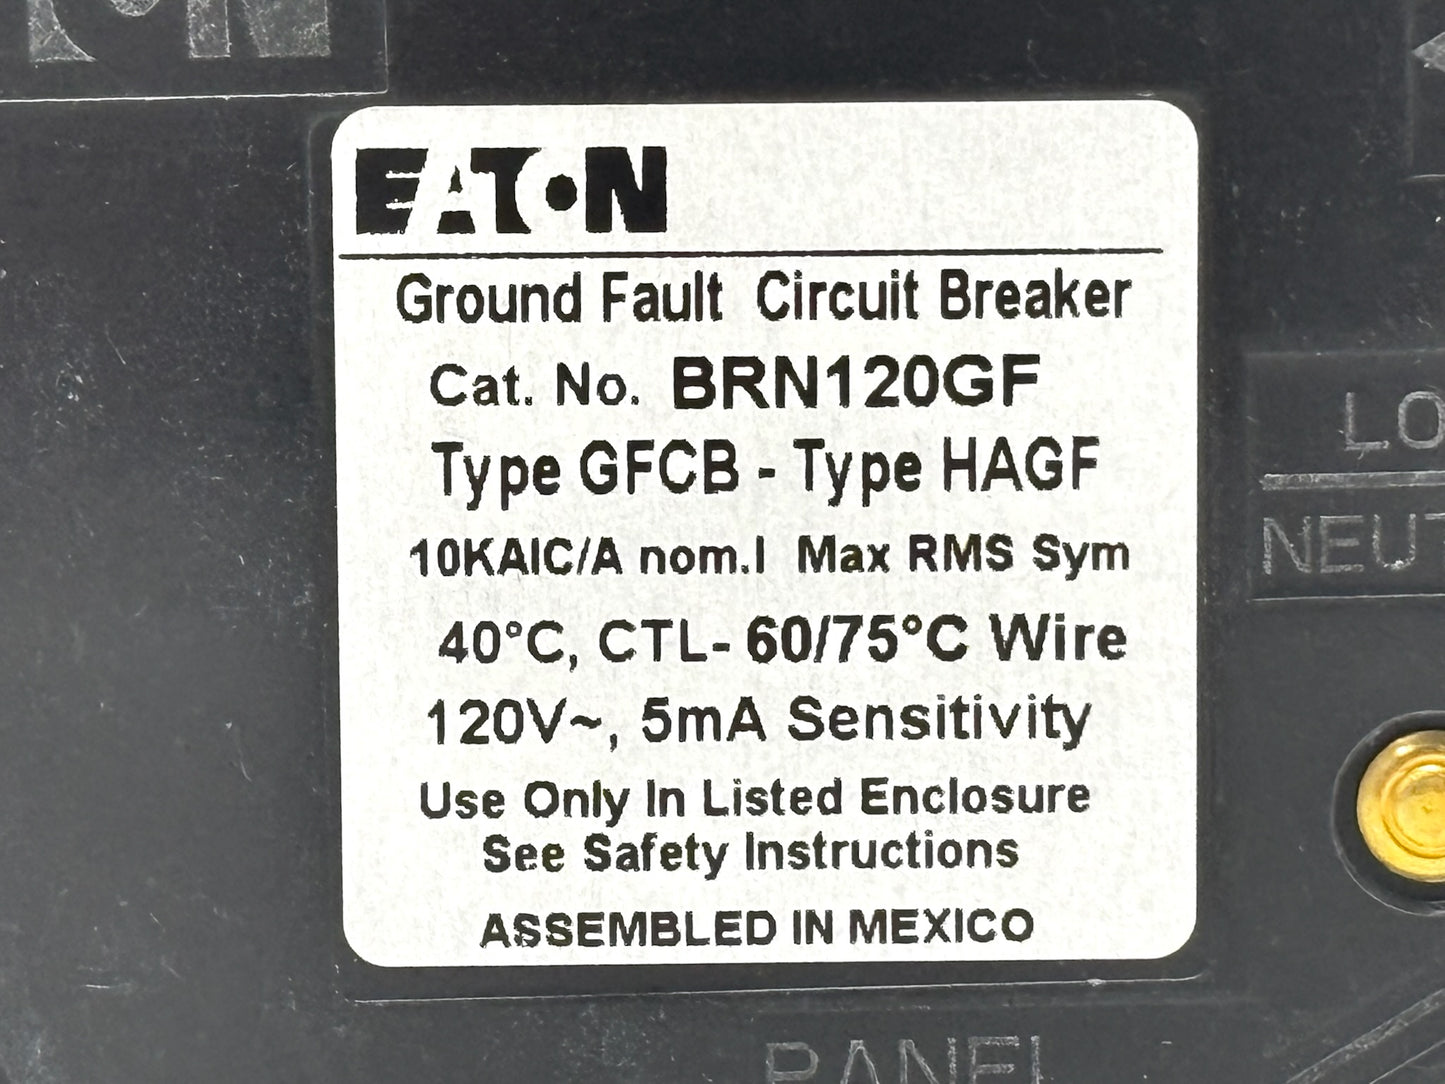 EATON
Ground Fault Circuit Breaker
Cat. No. BRN120GF
Type GFCB - Type HAGF
10KAIC/A nom.I Max RMS Sym
40°C, CTL- 60/75°C Wire
120V~, 5mA Sensitivity
Use Only In Listed Enclosure
See Safety Instructions
ASSEMBLED IN MEXICO
PANEL